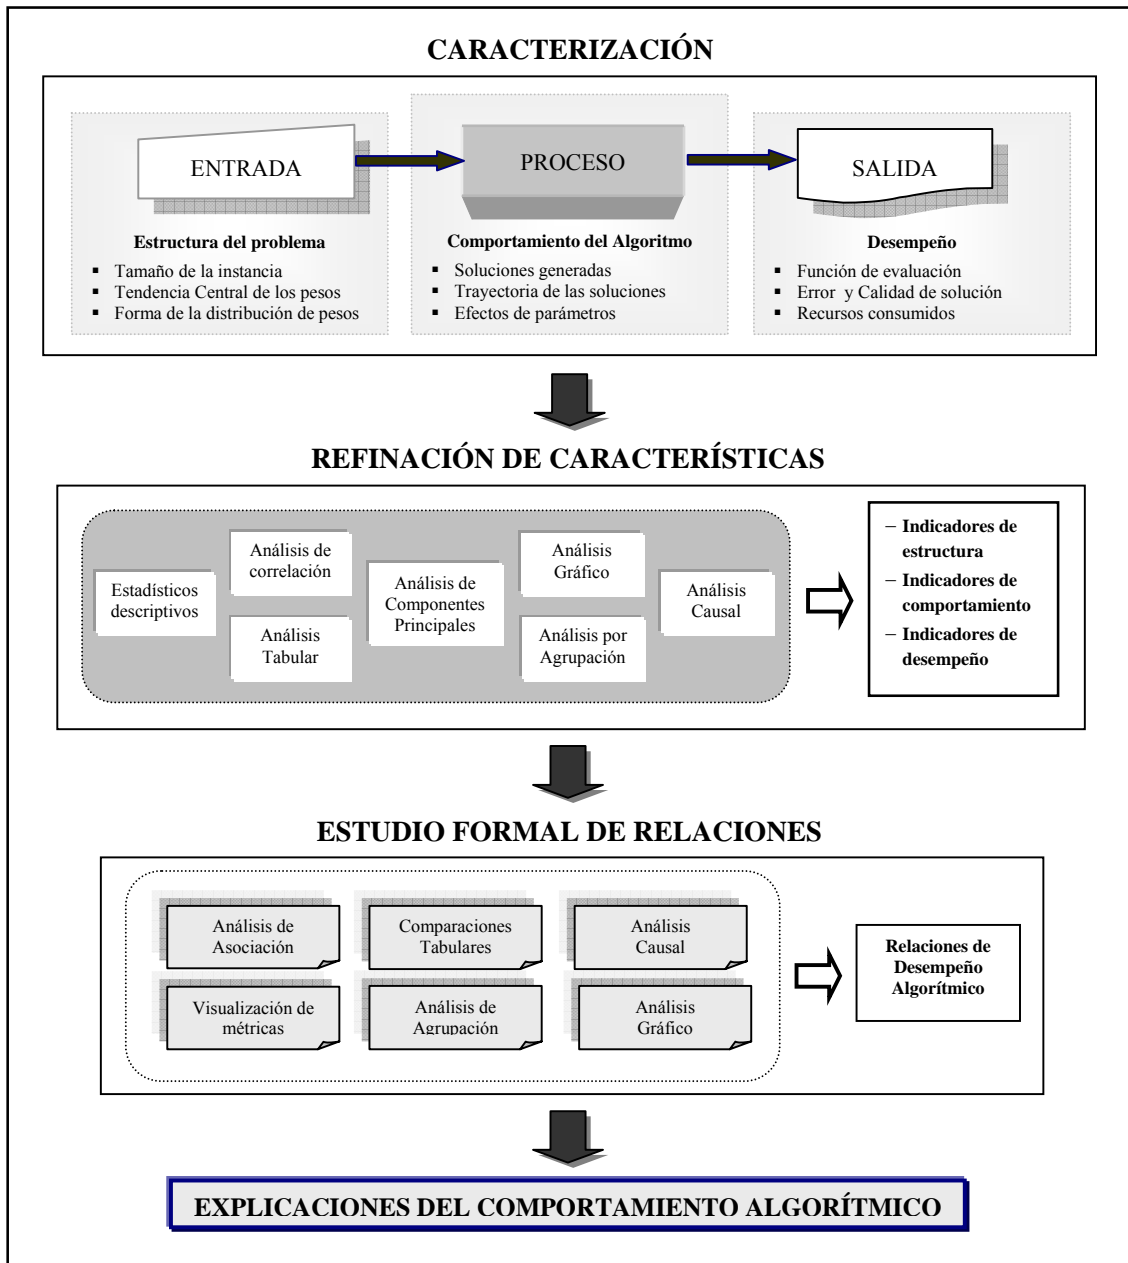 CARACTERIZACIÓN
ENTRADA
PROCESO
SALIDA
Estructura del problema
▪ Tamaño de la instancia
▪ Tendencia Central de los pesos
▪ Forma de la distribución de pesos
Comportamiento del Algoritmo
▪ Soluciones generadas
▪ Trayectoria de las soluciones
▪ Efectos de parámetros
Desempeño
▪ Función de evaluación
▪ Error y Calidad de solución
▪ Recursos consumidos
REFINACIÓN DE CARACTERÍSTICAS
Estadísticos
descriptivos
Análisis de
correlación
Análisis
Tabular
Análisis de
Componentes
Principales
Análisis
Gráfico
Análisis por
Agrupación
Análisis
Causal
– Indicadores de
estructura
– Indicadores de
comportamiento
– Indicadores de
desempeño
ESTUDIO FORMAL DE RELACIONES
Análisis de
Asociación
Comparaciones
Tabulares
Análisis
Causal
Visualización de
métricas
Análisis de
Agrupación
Análisis
Gráfico
Relaciones de
Desempeño
Algorítmico
EXPLICACIONES DEL COMPORTAMIENTO ALGORÍTMICO